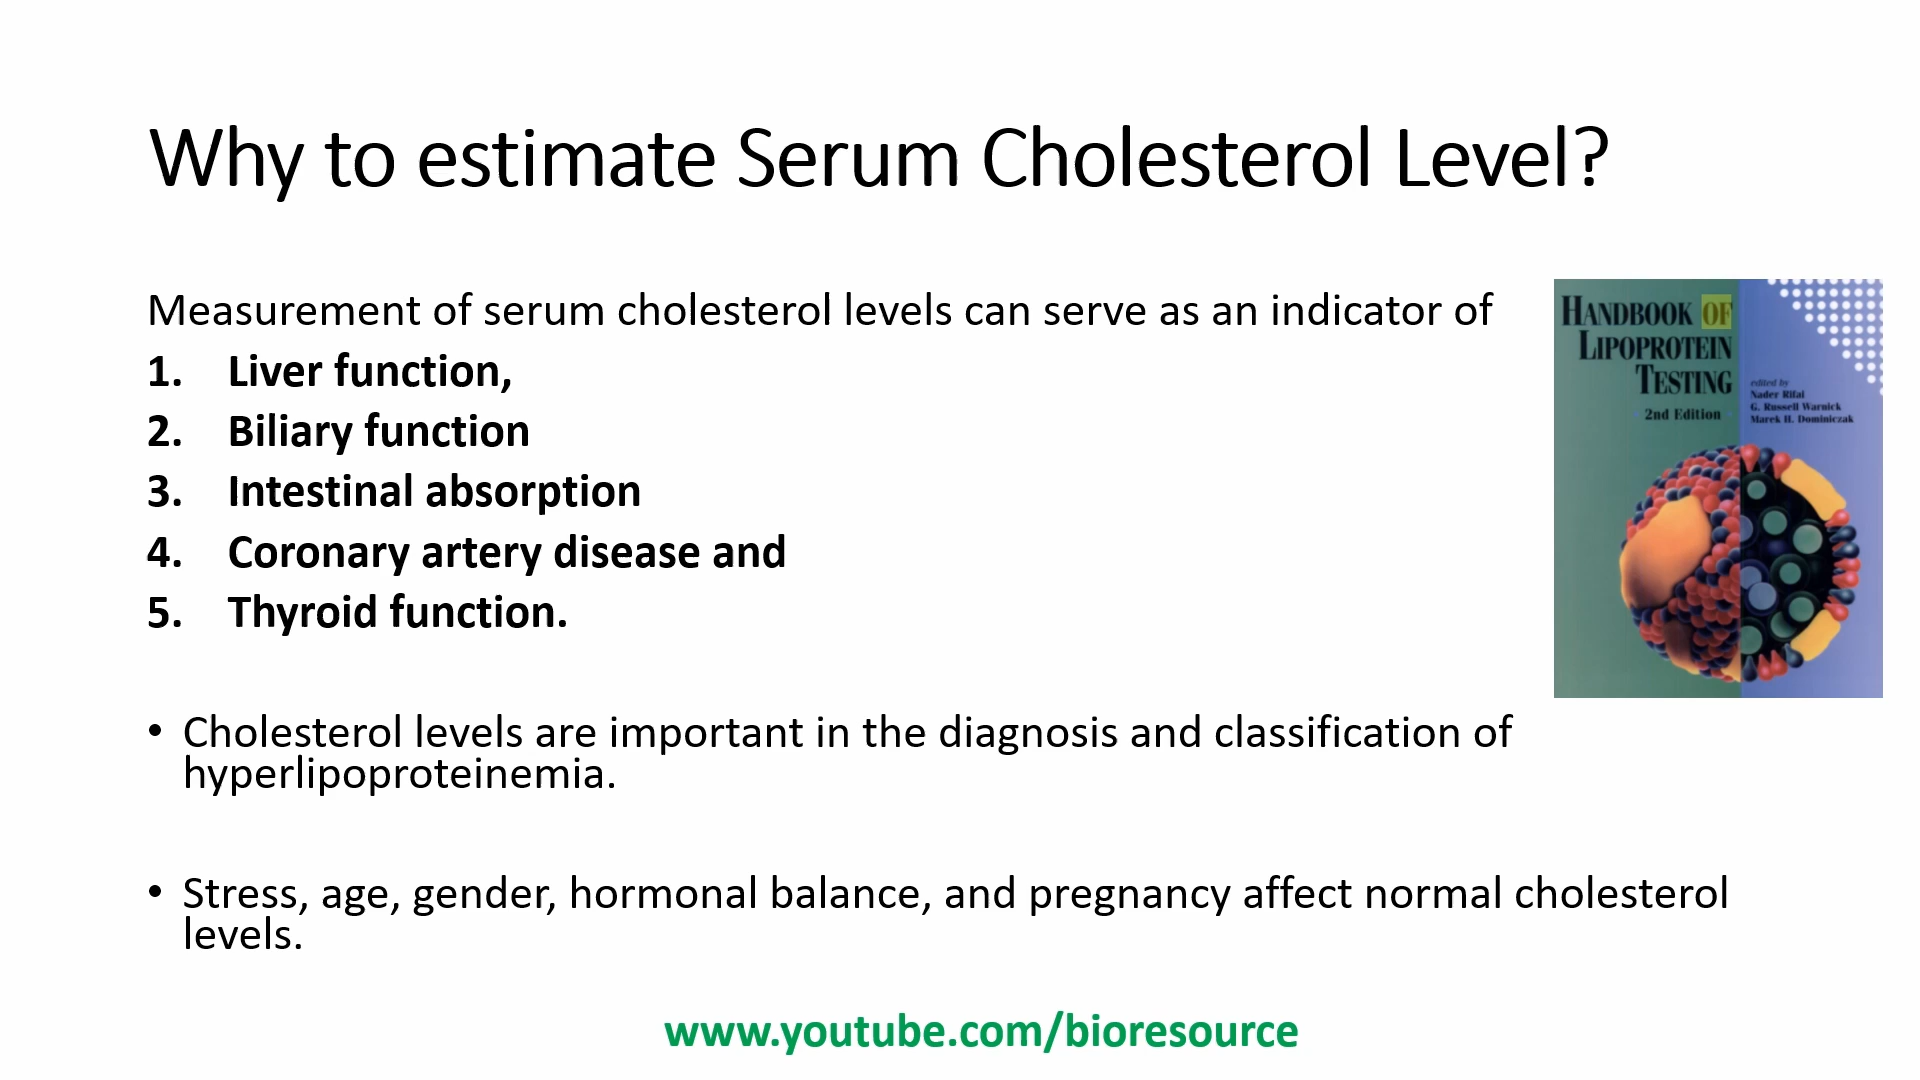 Why to estimate Serum Cholesterol Level?
Measurement of serum cholesterol levels can serve as an indicator of
1. Liver function,
2. Biliary function
3. Intestinal absorption
4. Coronary artery disease and
5. Thyroid function.
HANDBOOK OF
LIPOPROTEIN
TESTING
2nd Edition
edited by
Nader Rifai
G. Russell Warnick
Marek H. Dominiczak
• Cholesterol levels are important in the diagnosis and classification of
hyperlipoproteinemia.
• Stress, age, gender, hormonal balance, and pregnancy affect normal cholesterol
levels.
www.youtube.com/bioresource